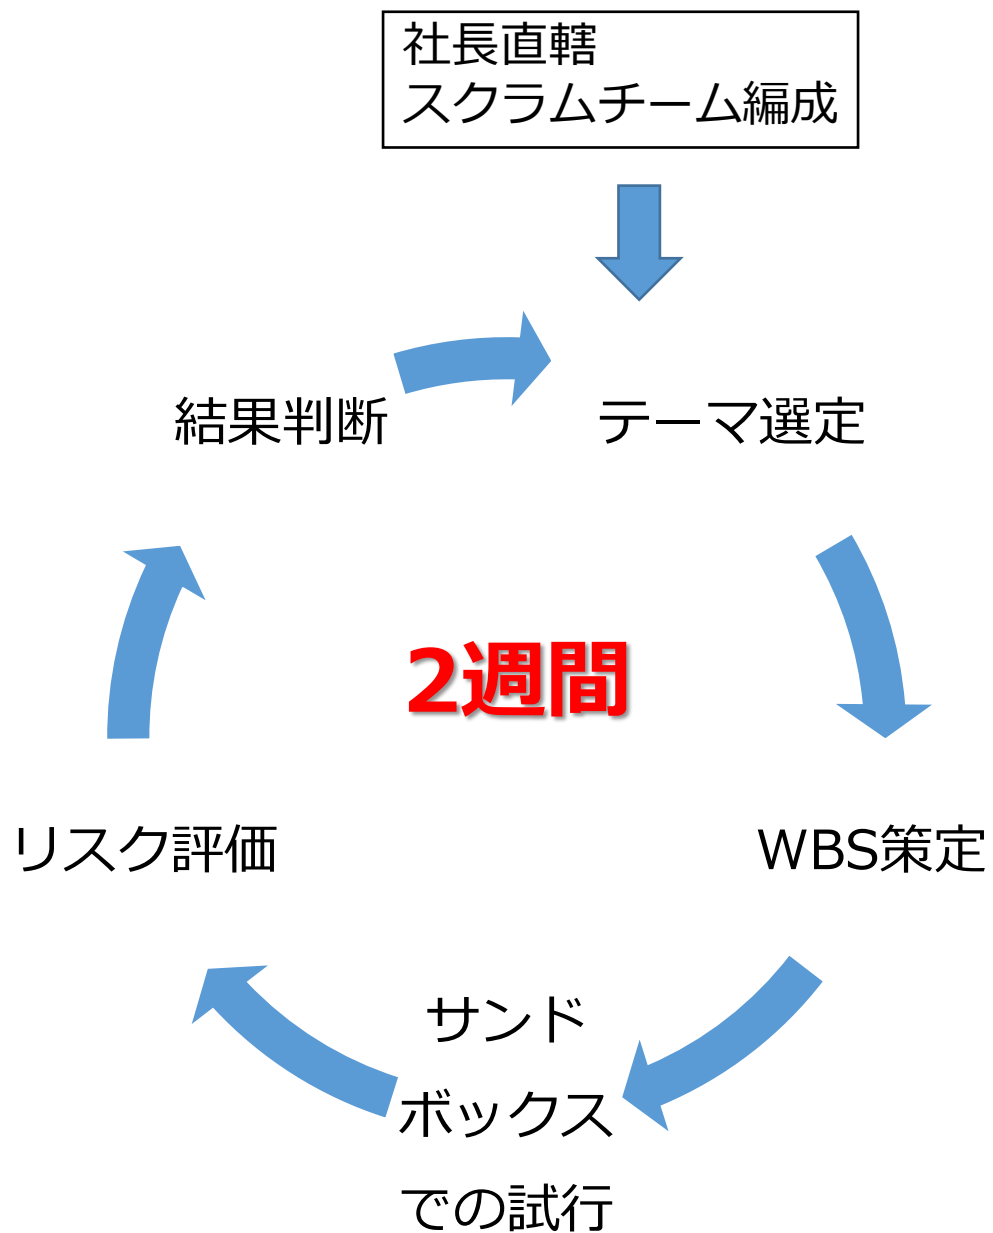 社長直轄
スクラムチーム編成
結果判断
テーマ選定
2週間
リスク評価
WBS策定
サンド
ボックス
での試行